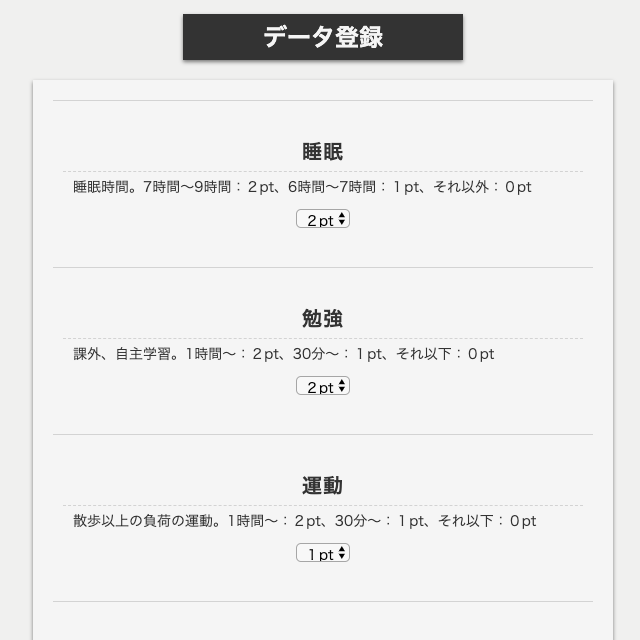 データ登録
睡眠
睡眠時間。7時間〜9時間：２pt、6時間〜7時間：１pt、それ以外：０pt
２pt
勉強
課外、自主学習。1時間〜：２pt、30分〜：１pt、それ以下：０pt
２pt
運動
散歩以上の負荷の運動。1時間〜：２pt、30分〜：１pt、それ以下：０pt
１pt